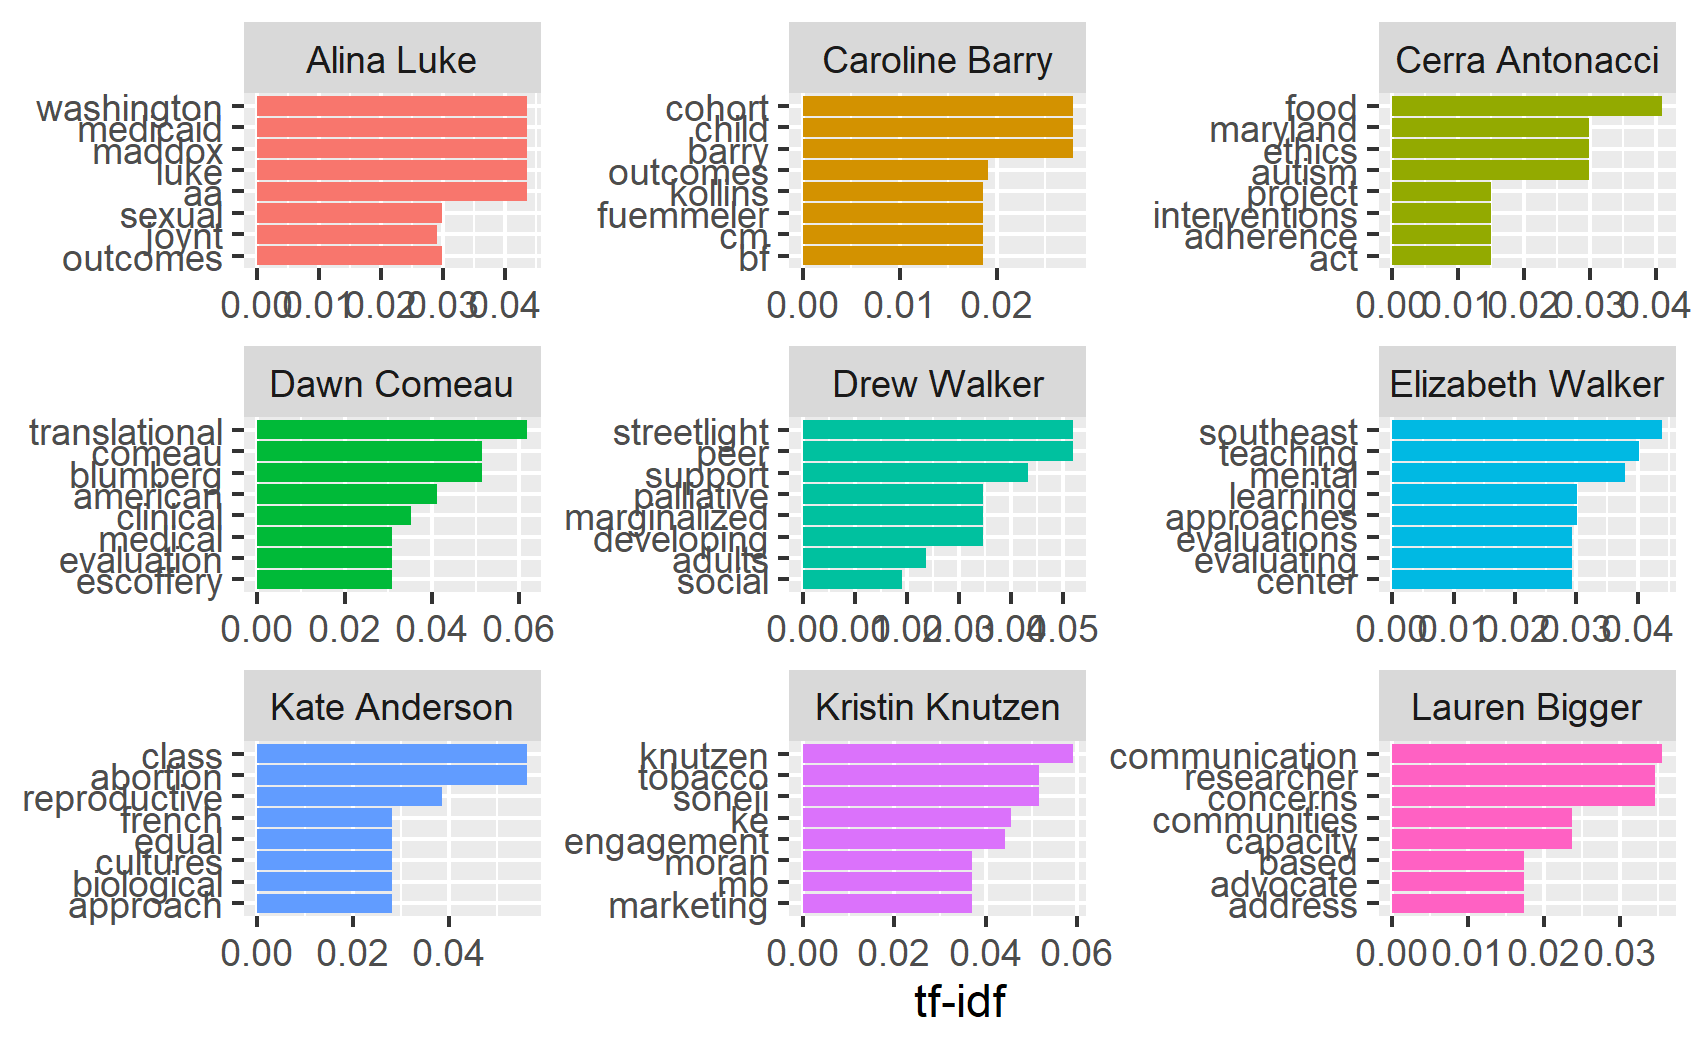 Alina Luke
washington
medicaid
maddox
luke
aa
sexual
joynt
outcomes
0.00 0.01 0.02 0.03 0.04
Caroline Barry
cohort
child
barry
outcomes
kollins
fuemmeler
cm
bf
0.00 0.01 0.02
Cerra Antonacci
food
maryland
ethics
autism
project
interventions
adherence
act
0.00 0.01 0.02 0.03 0.04
Dawn Comeau
translational
comeau
blumberg
american
clinical
medical
evaluation
escoffery
0.00 0.02 0.04 0.06
Drew Walker
streetlight
peer
support
palliative
marginalized
developing
adults
social
0.00 0.01 0.02 0.03 0.04 0.05
Elizabeth Walker
southeast
teaching
mental
learning
approaches
evaluations
evaluating
center
0.00 0.01 0.02 0.03 0.04
Kate Anderson
class
abortion
reproductive
french
equal
cultures
biological
approach
0.00 0.02 0.04
Kristin Knutzen
knutzen
tobacco
soneji
ke
engagement
moran
mb
marketing
0.00 0.02 0.04 0.06
Lauren Bigger
communication
researcher
concerns
communities
capacity
based
advocate
address
0.00 0.01 0.02 0.03
tf-idf